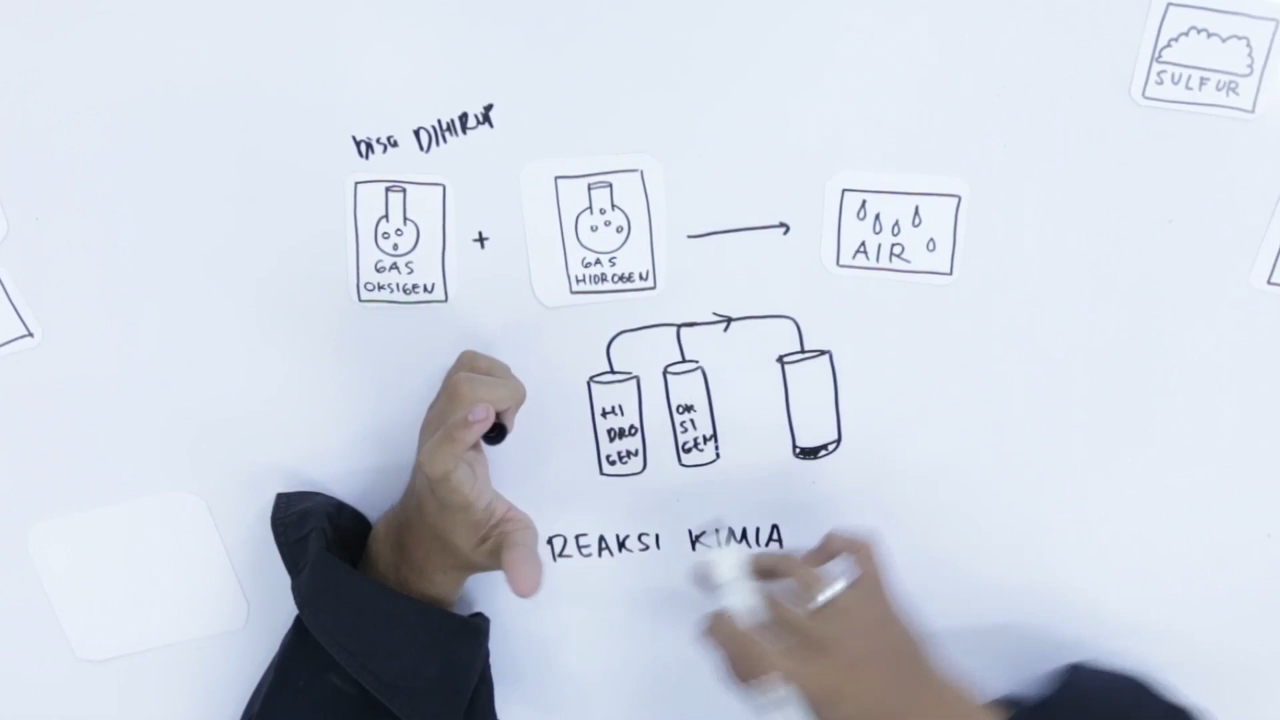 SULFUR
bisa DIHIRUP
GAS
OKSIGEN
+
GAS
HIDROGEN
AIR
HI
DRO
GEN
OK
SI
GEN
REAKSI KIMIA